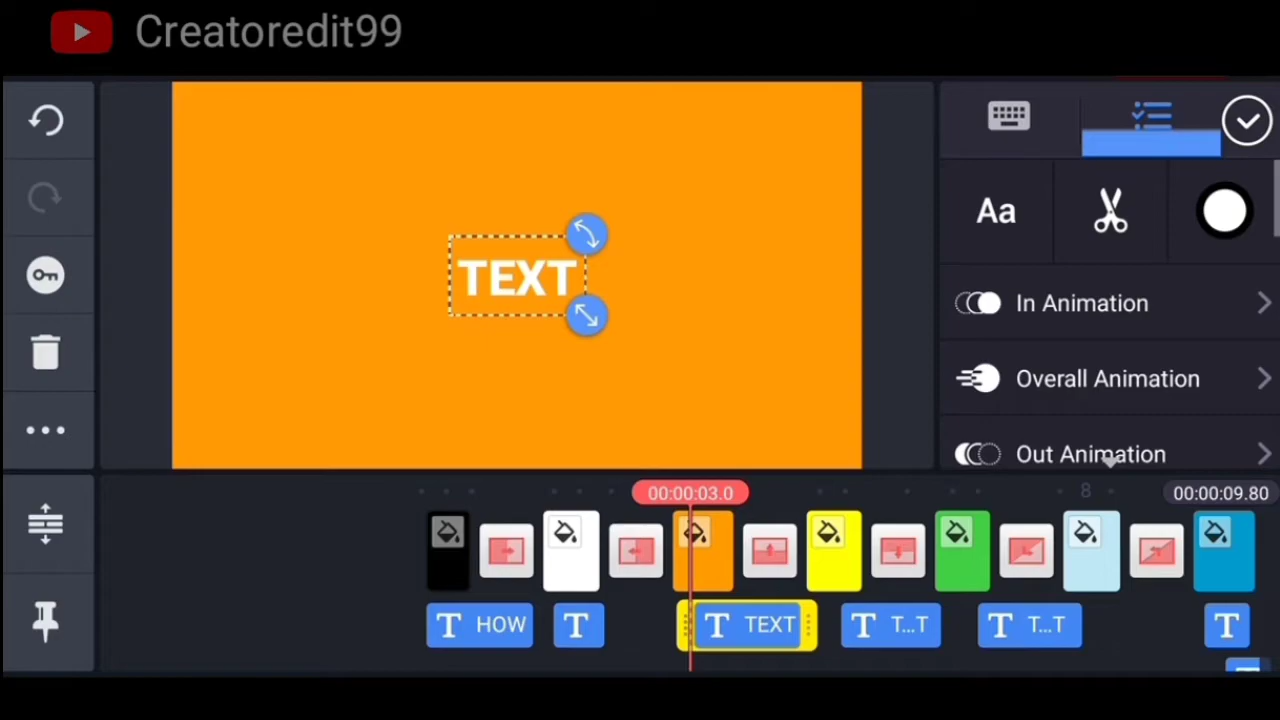 Creatoredit99
TEXT
Aa
In Animation
Overall Animation
Out Animation
00:00:03.0
8
00:00:09.80
T HOW
T
T TEXT
T T...T
T T...T
T